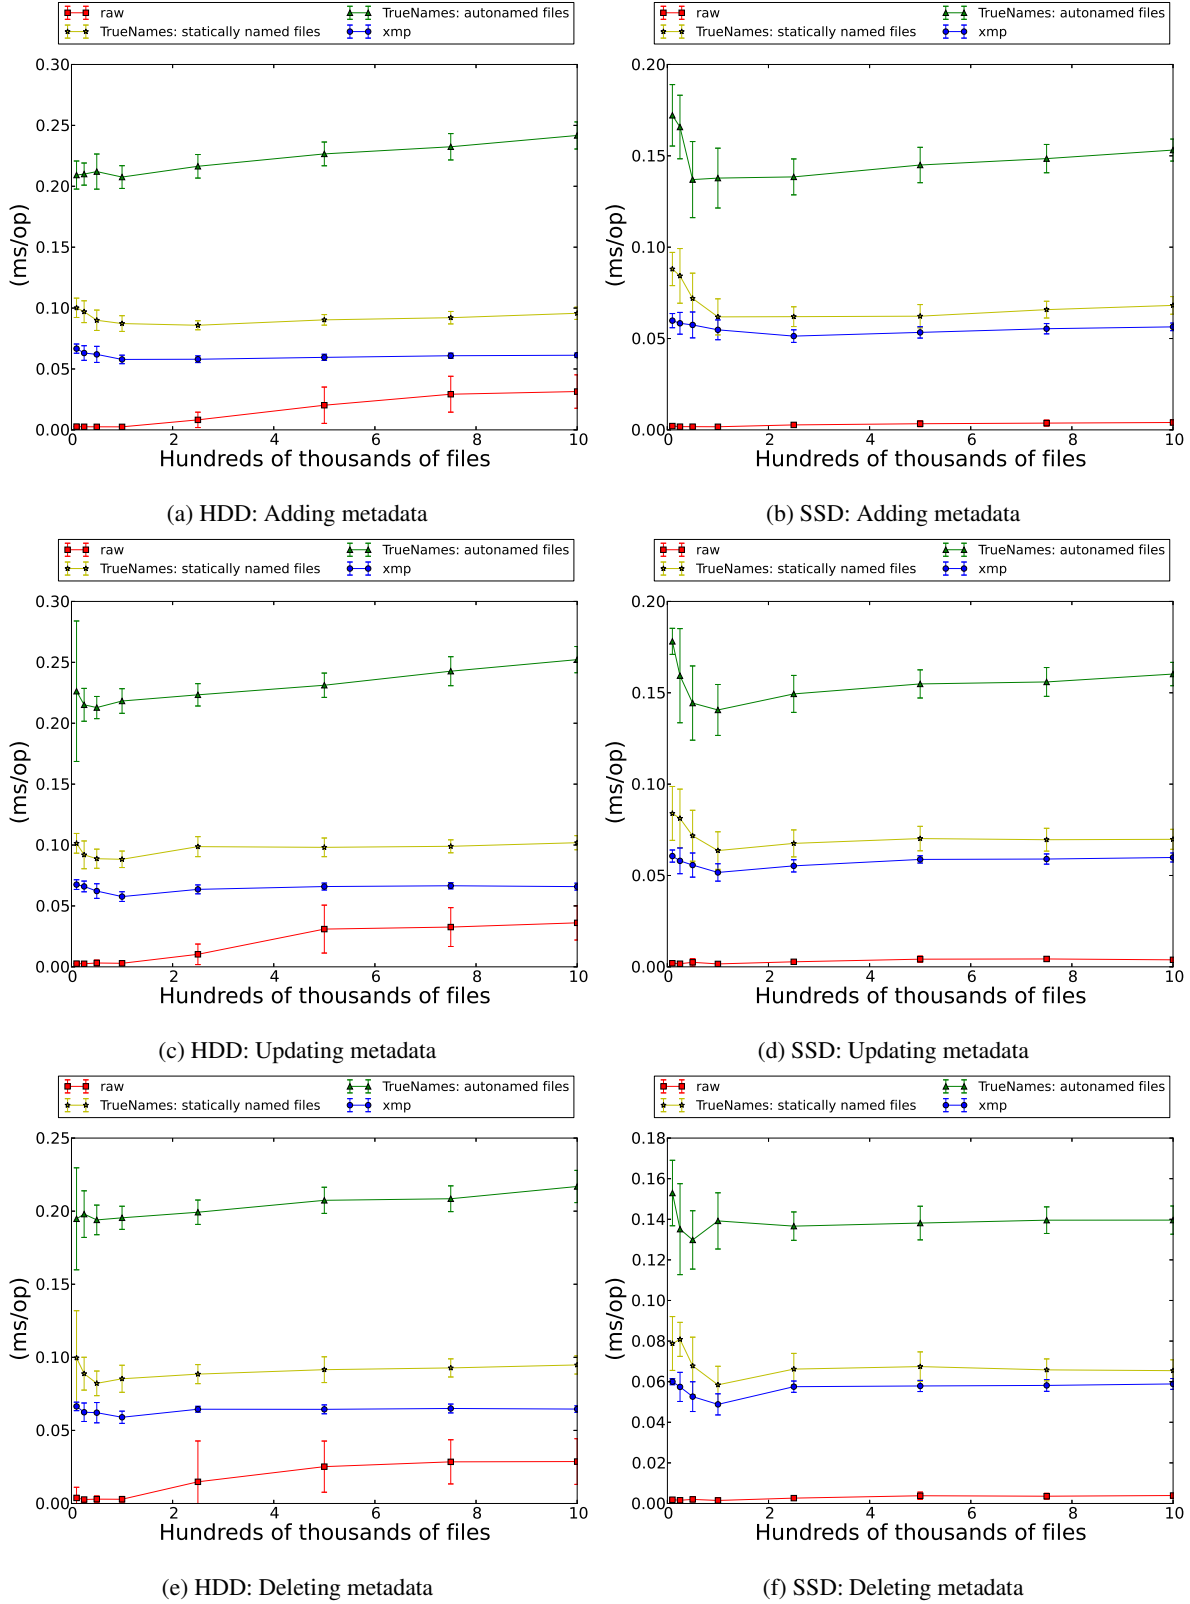 raw
TrueNames: autonamed files
TrueNames: statically named files
xmp
0.30
0.25
0.20
0.15
0.10
0.05
0.00
(ms/op)
0 2 4 6 8 10
Hundreds of thousands of files
(a) HDD: Adding metadata
raw
TrueNames: autonamed files
TrueNames: statically named files
xmp
0.20
0.15
0.10
0.05
0.00
(ms/op)
0 2 4 6 8 10
Hundreds of thousands of files
(b) SSD: Adding metadata
raw
TrueNames: autonamed files
TrueNames: statically named files
xmp
0.30
0.25
0.20
0.15
0.10
0.05
0.00
(ms/op)
0 2 4 6 8 10
Hundreds of thousands of files
(c) HDD: Updating metadata
raw
TrueNames: autonamed files
TrueNames: statically named files
xmp
0.20
0.15
0.10
0.05
0.00
(ms/op)
0 2 4 6 8 10
Hundreds of thousands of files
(d) SSD: Updating metadata
raw
TrueNames: autonamed files
TrueNames: statically named files
xmp
0.25
0.20
0.15
0.10
0.05
0.00
(ms/op)
0 2 4 6 8 10
Hundreds of thousands of files
(e) HDD: Deleting metadata
raw
TrueNames: autonamed files
TrueNames: statically named files
xmp
0.18
0.16
0.14
0.12
0.10
0.08
0.06
0.04
0.02
0.00
(ms/op)
0 2 4 6 8 10
Hundreds of thousands of files
(f) SSD: Deleting metadata